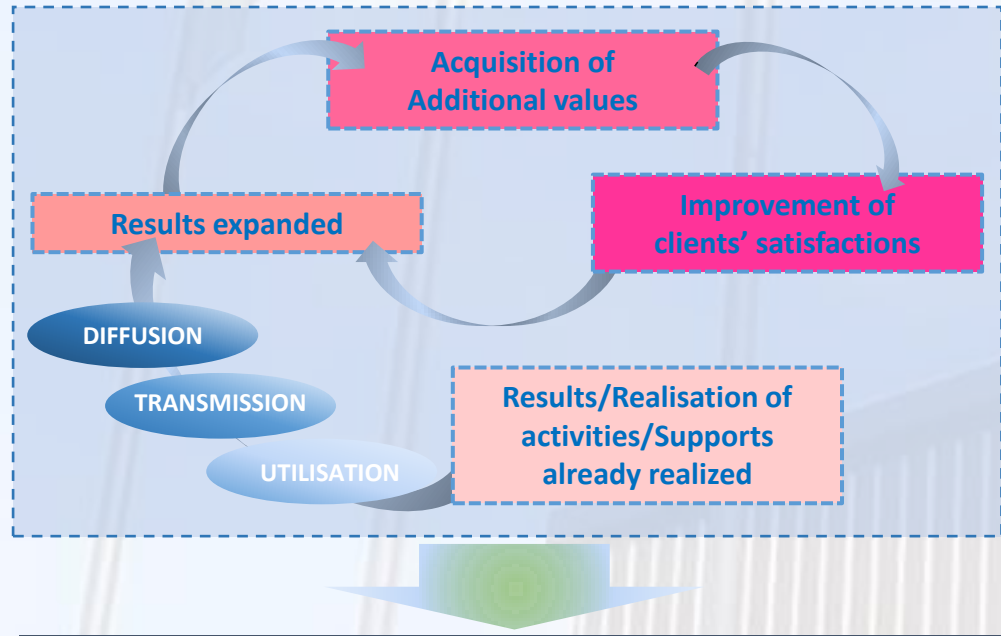 Acquisition of
Additional values
Improvement of
clients' satisfactions
Results expanded
DIFFUSION
TRANSMISSION
UTILISATION
Results/Realisation of
activities/Supports
already realized